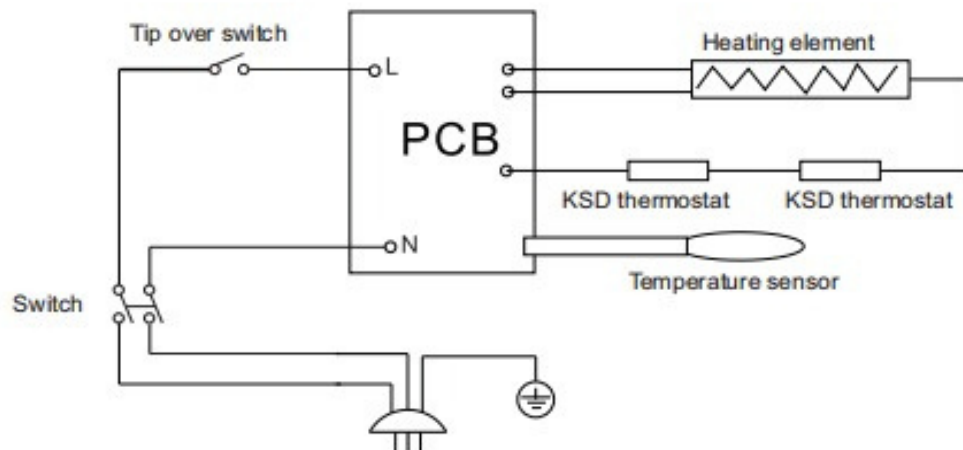 Tip over switch
Heating element
L
PCB
KSD thermostat
KSD thermostat
N
Temperature sensor
Switch